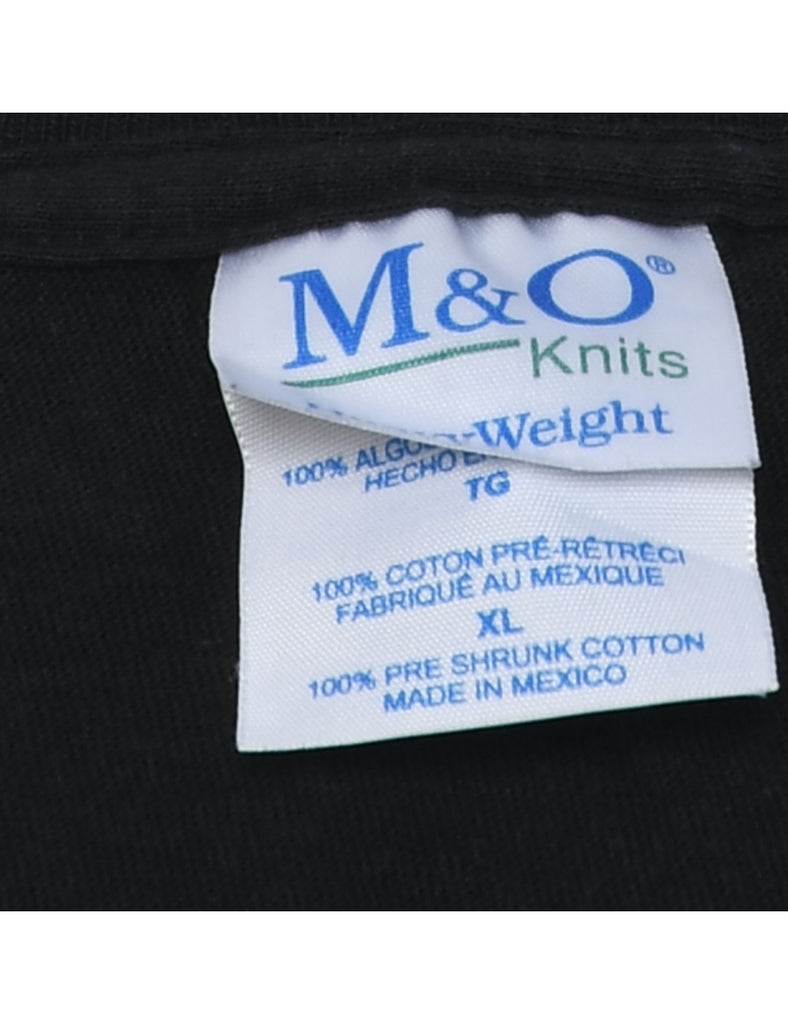 M&O®
Knits
-Weight
100%
HECHO
TG
100% COTON PRÉ-RÉTRÉCI
FABRIQUÉ AU MEXIQUE
XL
100% PRE SHRUNK COTTON
MADE IN MEXICO